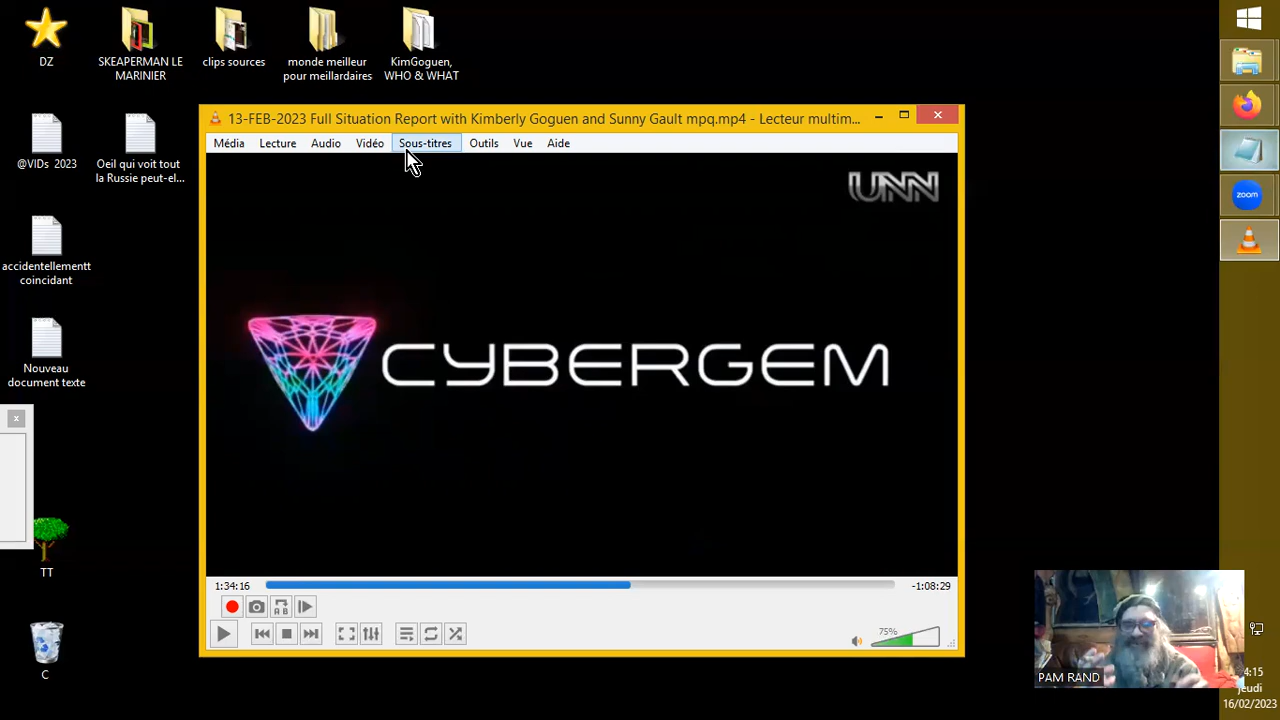 DZ
SKEAPERMAN LE
MARINIER
clips sources
monde meilleur
pour meillardaires
KimGoguen,
WHO & WHAT
@VIDs 2023
Oeil qui voit tout
la Russie peut-el...
accidentellementt
coincidant
Nouveau
document texte
TT
C
x
13-FEB-2023 Full Situation Report with Kimberly Goguen and Sunny Gault mpq.mp4 - Lecteur multim...
Média Lecture Audio Vidéo Sous-titres Outils Vue Aide
UNN
CYBERGEM
1:34:16
-1:08:29
A B
75%
zoom
PAM RAND
4:15
jeudi
16/02/2023